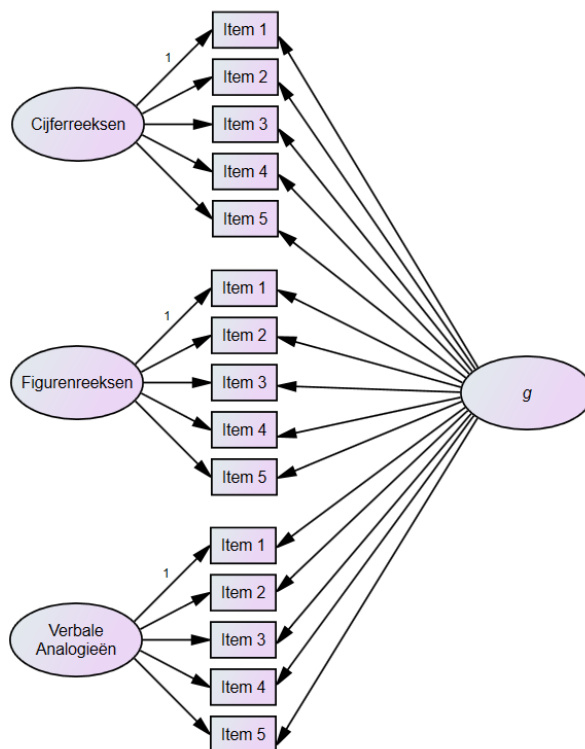 1
Item 1
Item 2
Cijferreeksen
Item 3
Item 4
Item 5
1
Item 1
Item 2
Figurenreeksen
Item 3
Item 4
Item 5
g
1
Item 1
Item 2
Verbale
Analogieën
Item 3
Item 4
Item 5